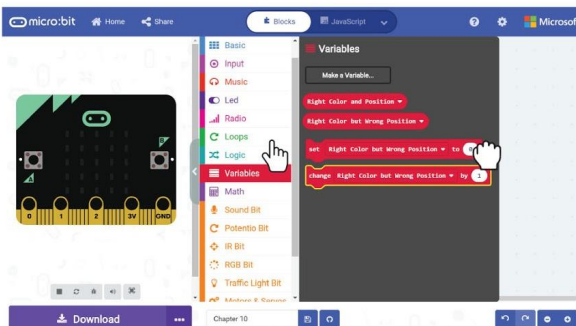 micro:bit Home Share Blocks JavaScript Microsoft
Basic
Input
Music
Led
Radio
Loops
Logic
Variables
Math
Sound Bit
Potentio Bit
IR Bit
RGB Bit
Traffic Light Bit
Motors & Servos
Variables
Make a Variable...
Right Color and Position
Right Color but Wrong Position
set Right Color but Wrong Position to
change Right Color but Wrong Position by 1
A
B
0 1 2 3V GND
Download
Chapter 10